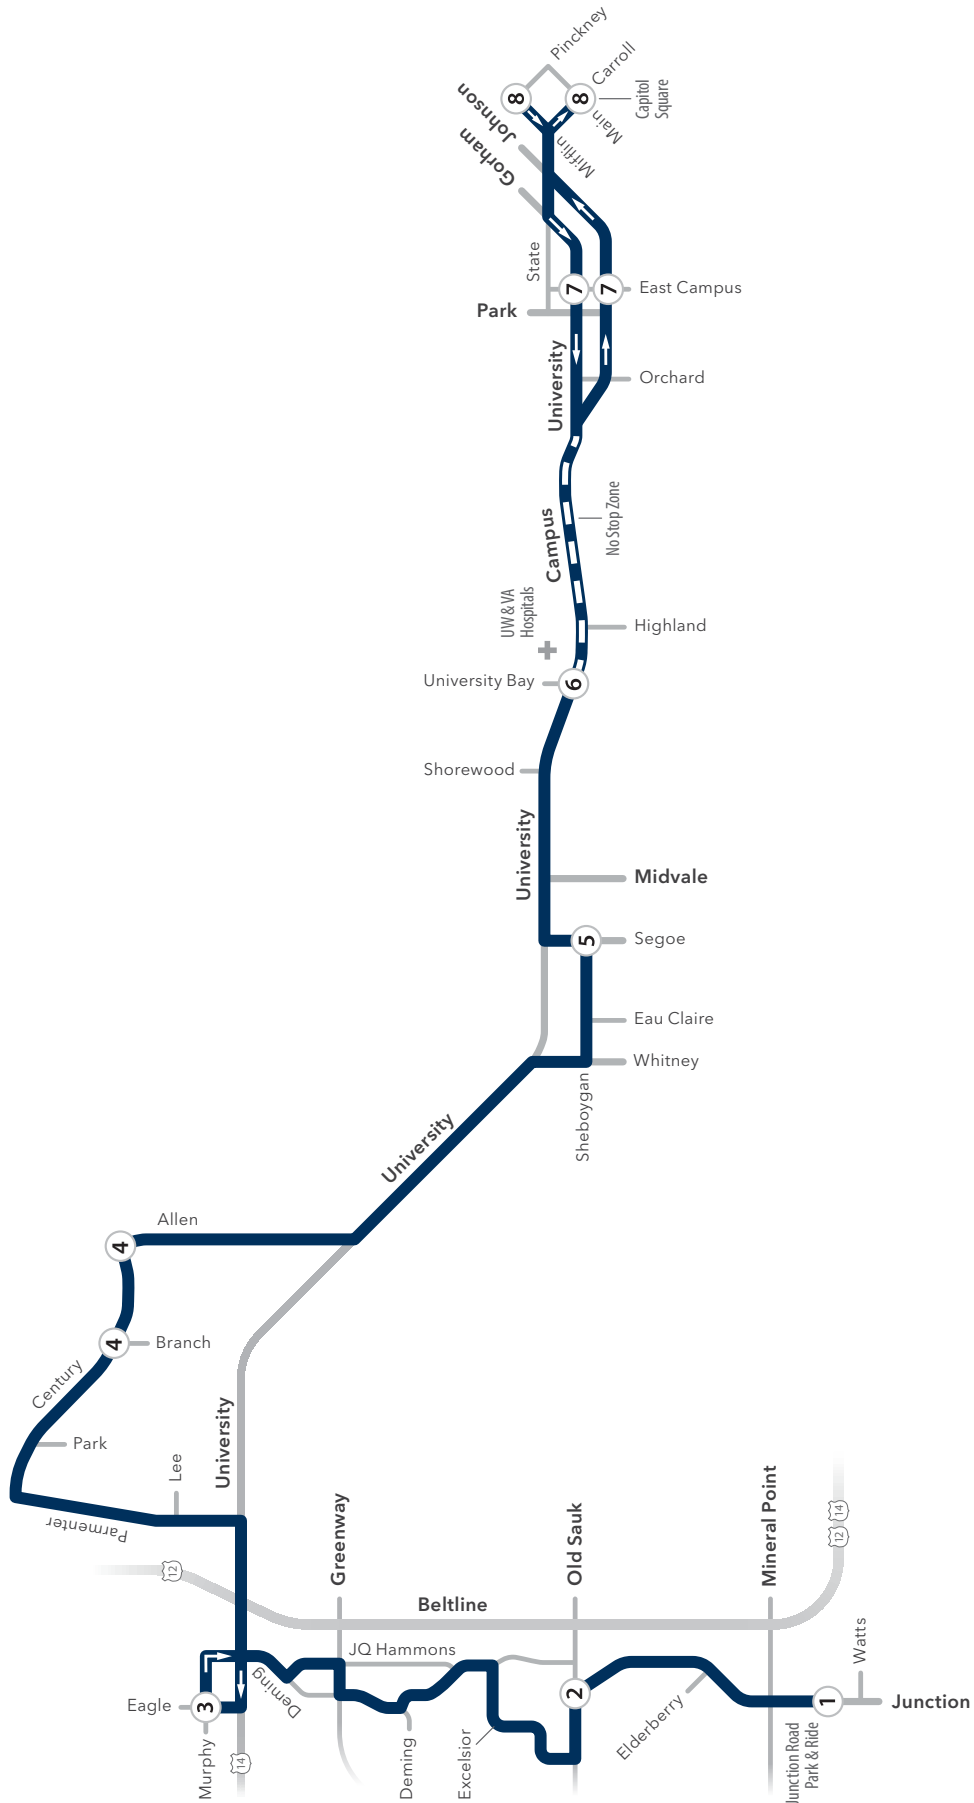 Pinckney
Carroll
8
8
Capitol
Square
Main
Mifflin
Johnson
Gorham
State
7
7
East Campus
Park
University
Orchard
Campus
No Stop Zone
UW & VA
Hospitals
Highland
University Bay
6
Shorewood
University
Midvale
5
Segoe
Eau Claire
Whitney
Sheboygan
University
Allen
4
4
Branch
Century
Park
Lee
University
Parmenter
12
Greenway
Old Sauk
Mineral Point
14
12
Beltline
JQ Hammons
Deming
Eagle
3
Murphy
14
Deming
Excelsior
2
Elderberry
Watts
1
Junction
Junction Road
Park & Ride